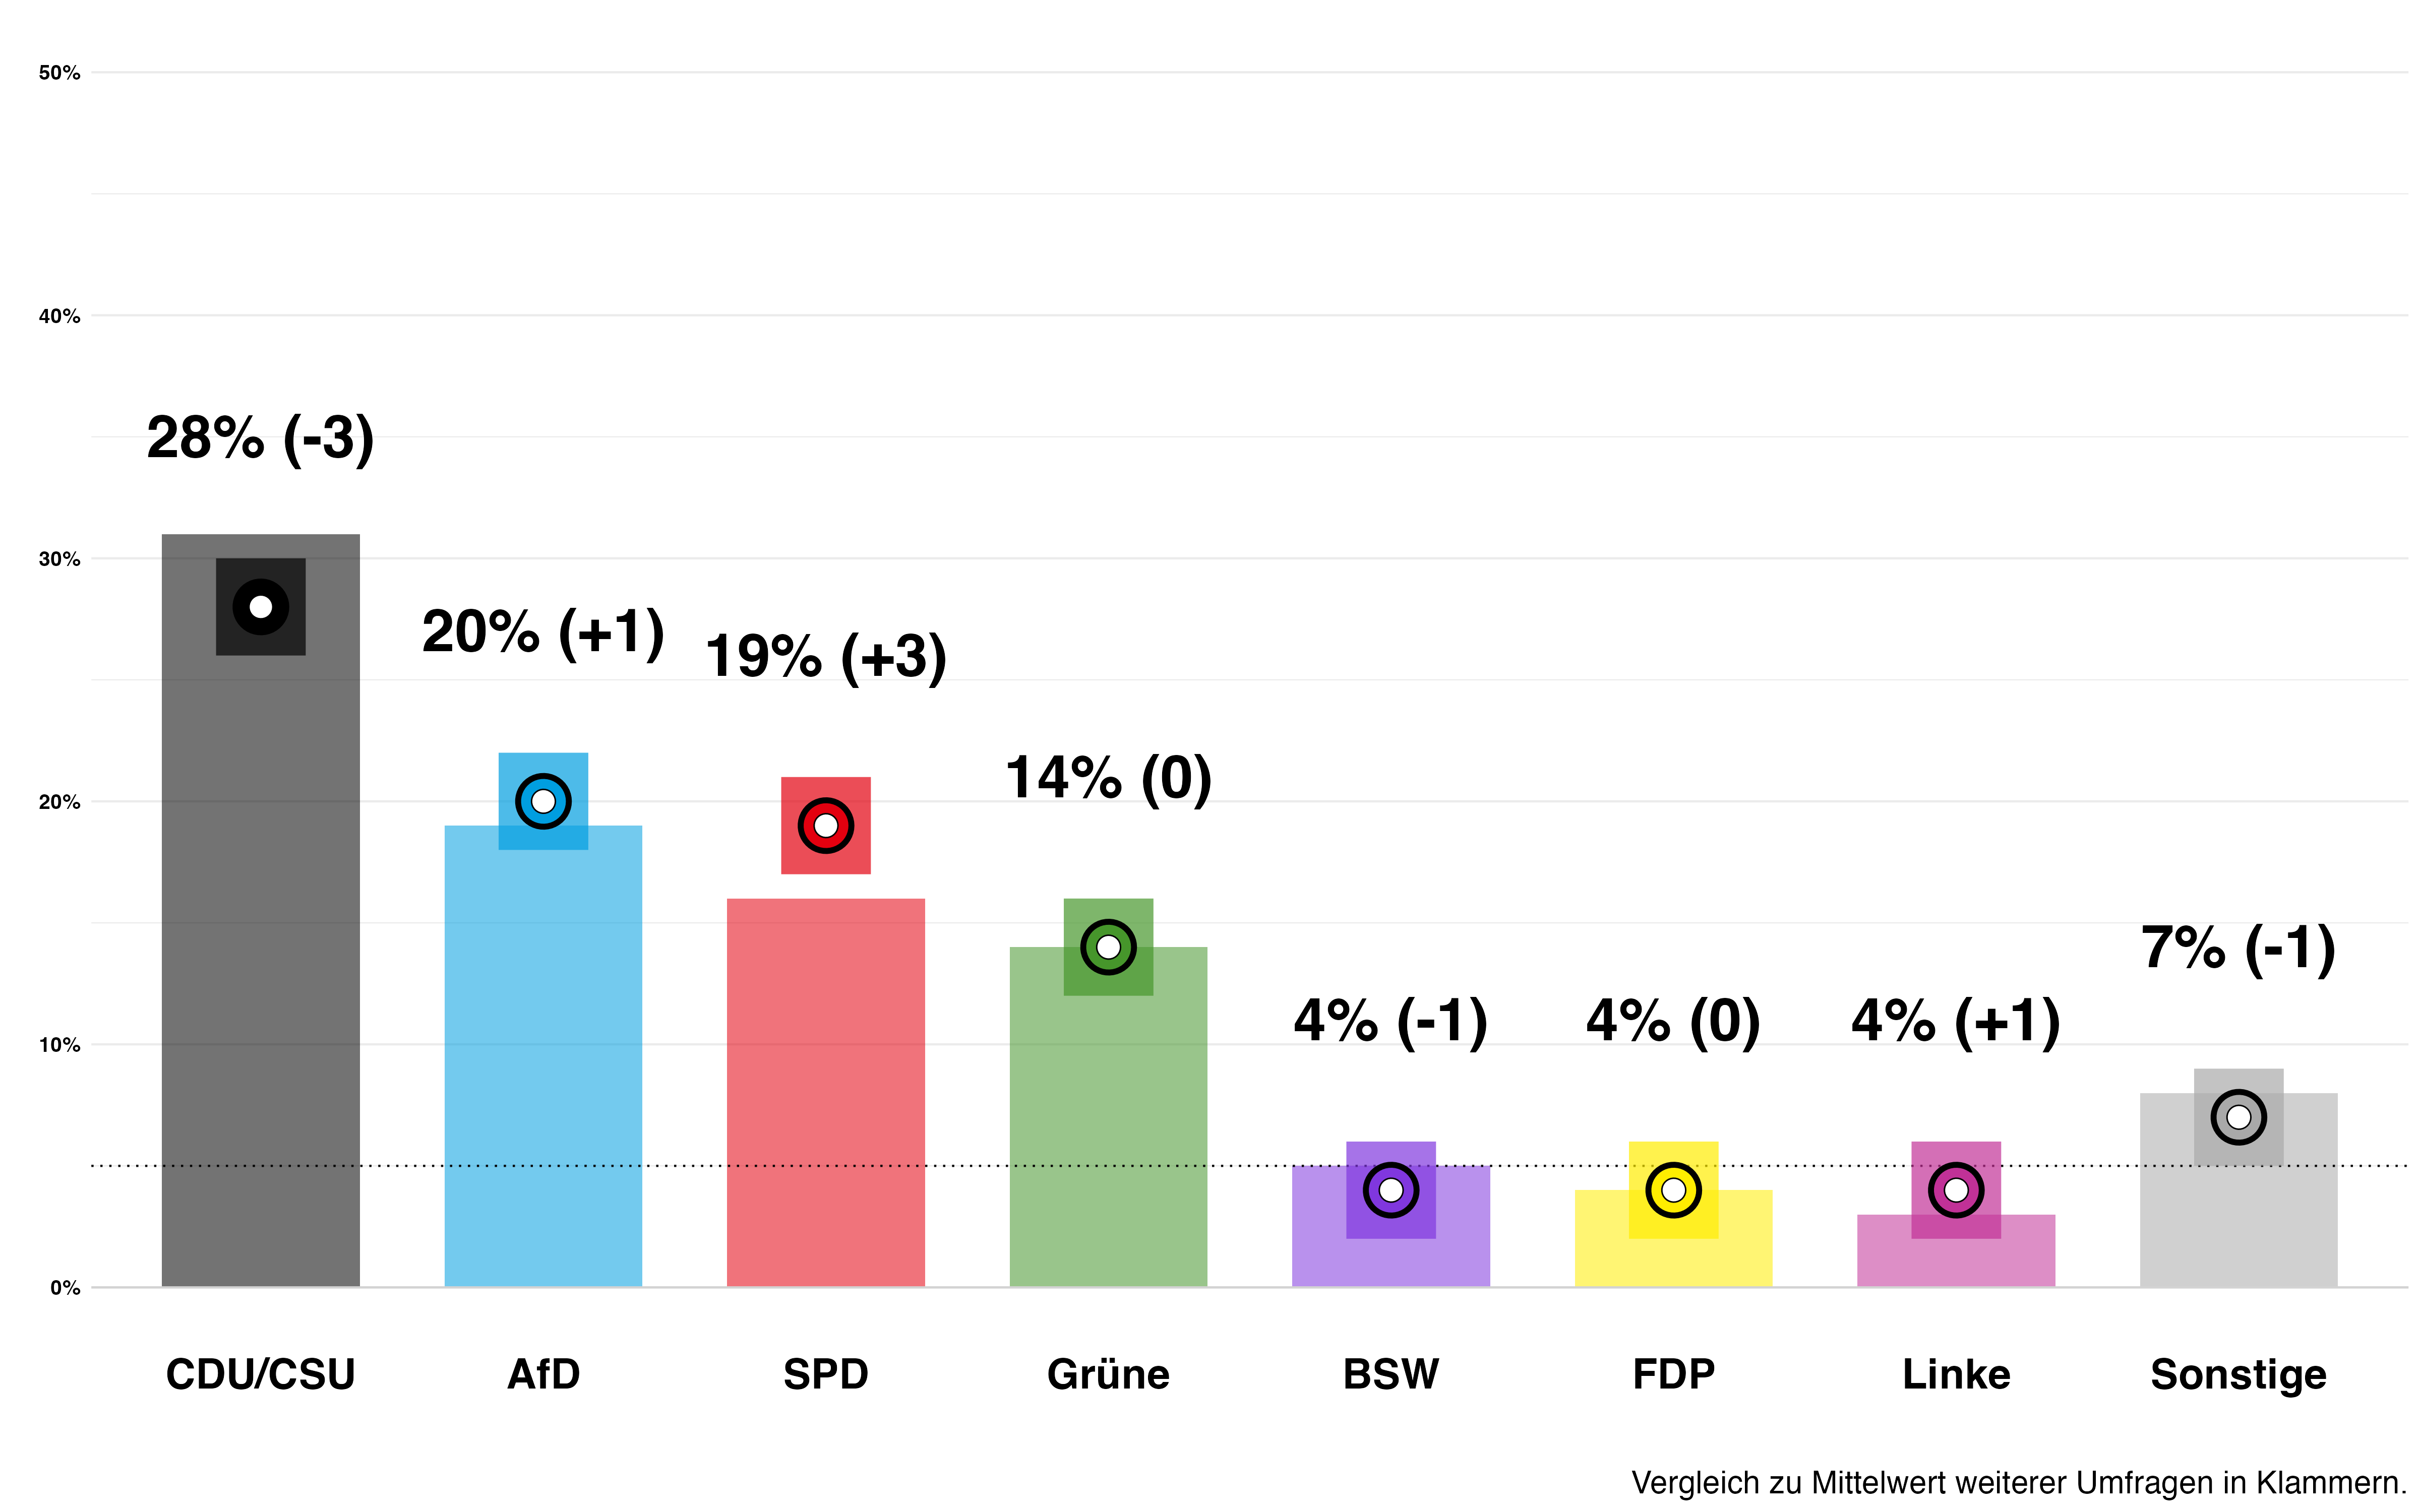 50%
40%
30%
20%
10%
0%
28% (-3)
20% (+1)
19% (+3)
14% (0)
4% (-1)
4% (0)
4% (+1)
7% (-1)
CDU/CSU
AfD
SPD
Grüne
BSW
FDP
Linke
Sonstige
Vergleich zu Mittelwert weiterer Umfragen in Klammern.